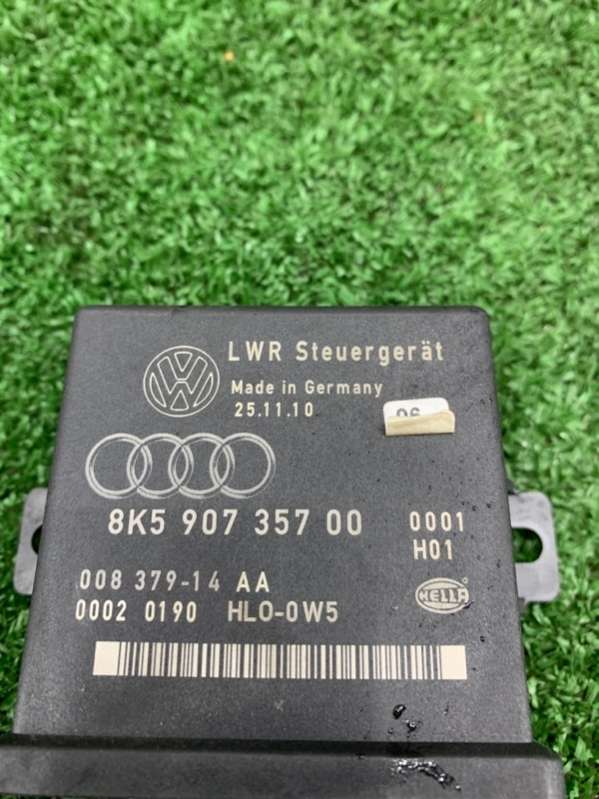 LWR Steuergerät
Made in Germany
25.11.10
8K5 907 357 00 0001
H01
008 379-14 AA
0002 0190 HLO-0W5
HELLA